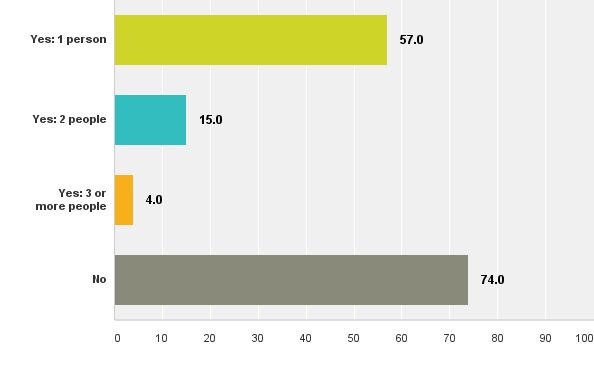 Yes: 1 person
57.0
Yes: 2 people
15.0
Yes: 3 or
more people
4.0
No
74.0
0 10 20 30 40 50 60 70 80 90 100